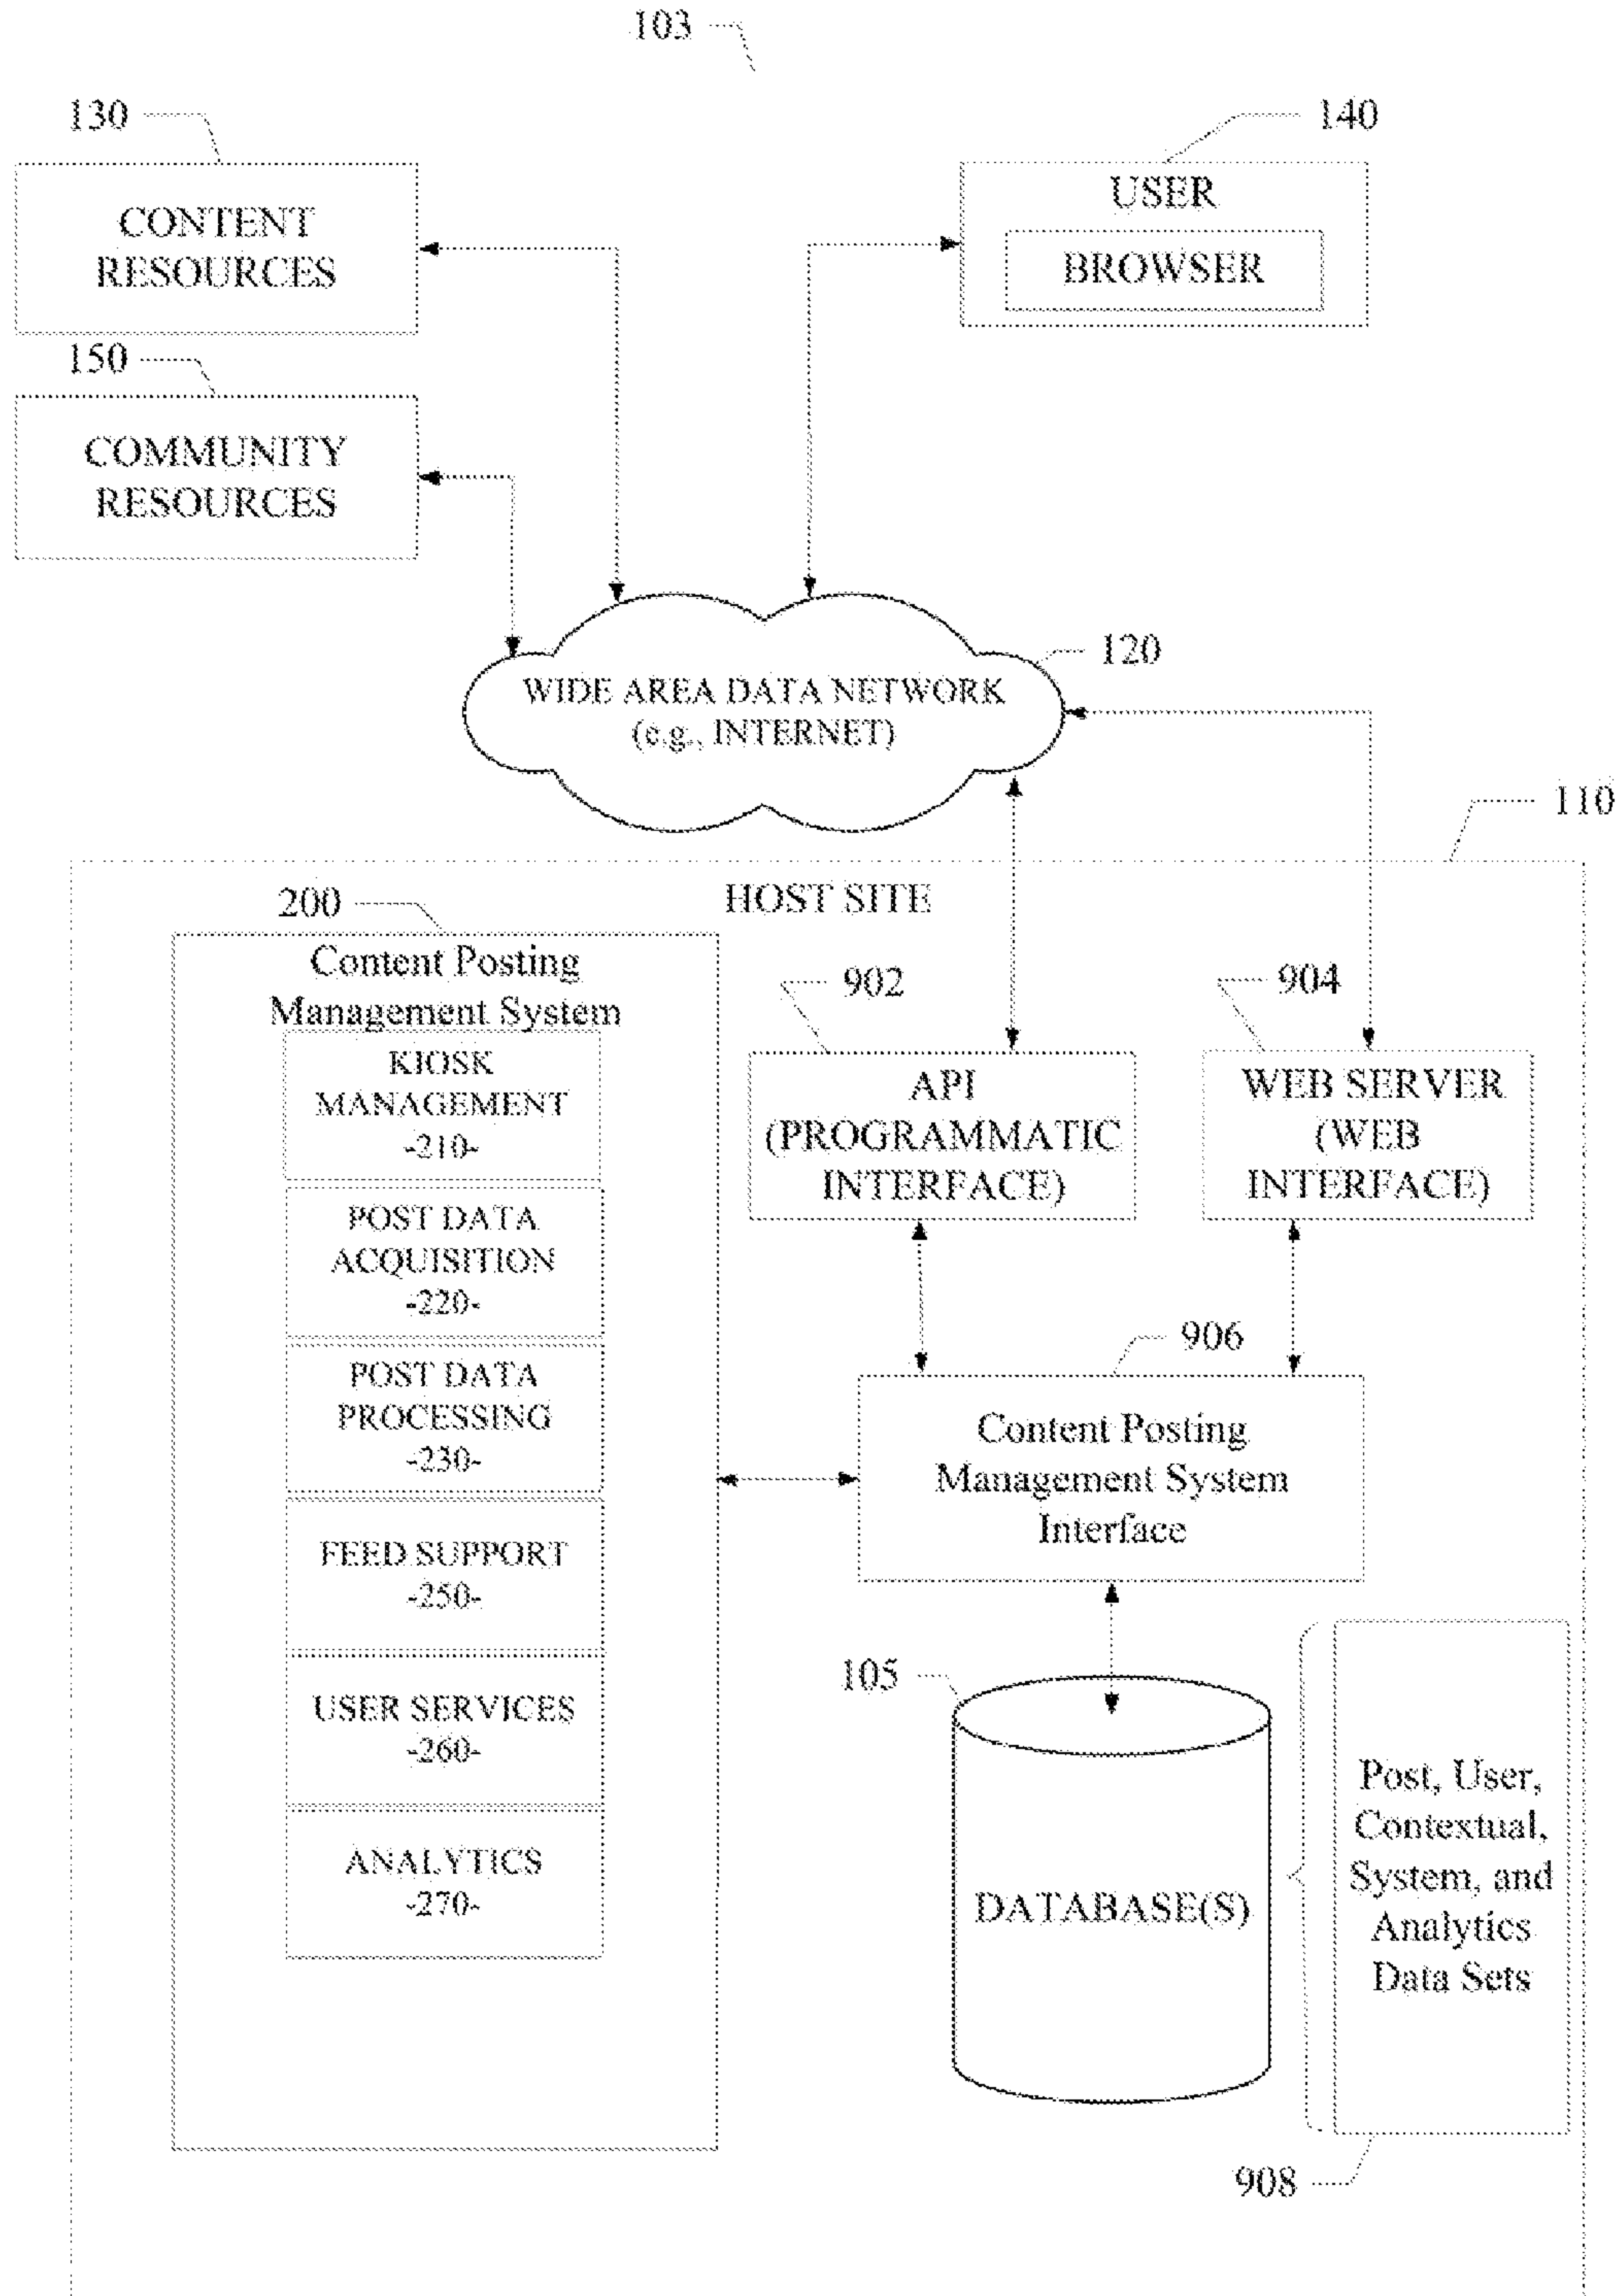 103
130
140
CONTENT
RESOURCES
USER
BROWSER
150
COMMUNITY
RESOURCES
120
WIDE AREA DATA NETWORK
(e.g., INTERNET)
110
HOST SITE
200
Content Posting
Management System
KIOSK
MANAGEMENT
-210-
POST DATA
ACQUISITION
-220-
POST DATA
PROCESSING
-230-
FEED SUPPORT
-250-
USER SERVICES
-260-
ANALYTICS
-270-
902
API
(PROGRAMMATIC
INTERFACE)
904
WEB SERVER
(WEB
INTERFACE)
906
Content Posting
Management System
Interface
105
DATABASE(S)
Post, User,
Contextual,
System, and
Analytics
Data Sets
908